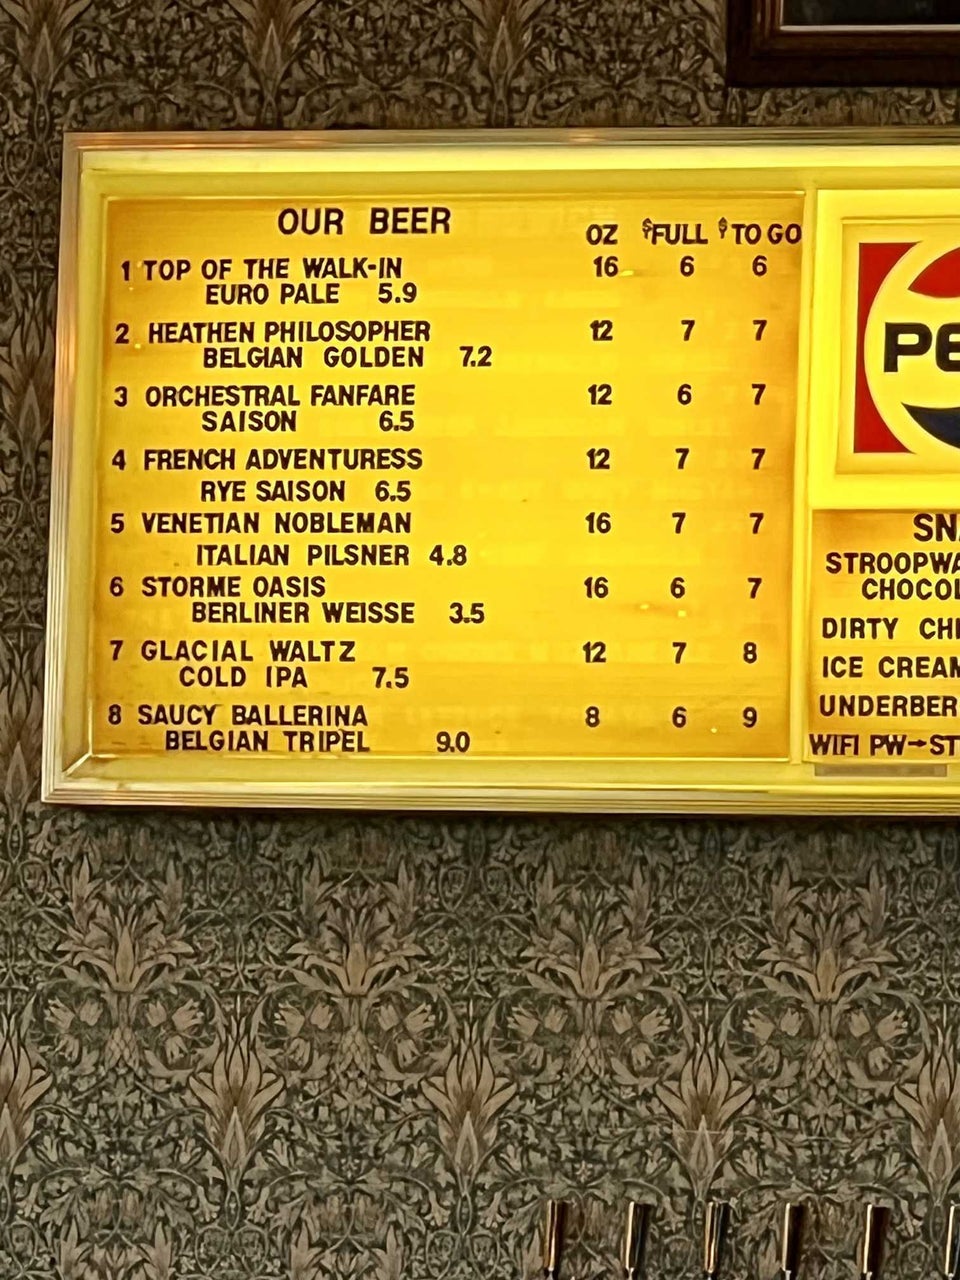 OUR BEER OZ $FULL $TO GO
1 TOP OF THE WALK-IN 16 6 6
EURO PALE 5.9
2 HEATHEN PHILOSOPHER 12 7 7
BELGIAN GOLDEN 7.2
3 ORCHESTRAL FANFARE 12 6 7
SAISON 6.5
4 FRENCH ADVENTURESS 12 7 7
RYE SAISON 6.5
5 VENETIAN NOBLEMAN 16 7 7
ITALIAN PILSNER 4.8
6 STORME OASIS 16 6 7
BERLINER WEISSE 3.5
7 GLACIAL WALTZ 12 7 8
COLD IPA 7.5
8 SAUCY BALLERINA 8 6 9
BELGIAN TRIPEL 9.0
DIRTY
ICE CREAM
WIFI PW→